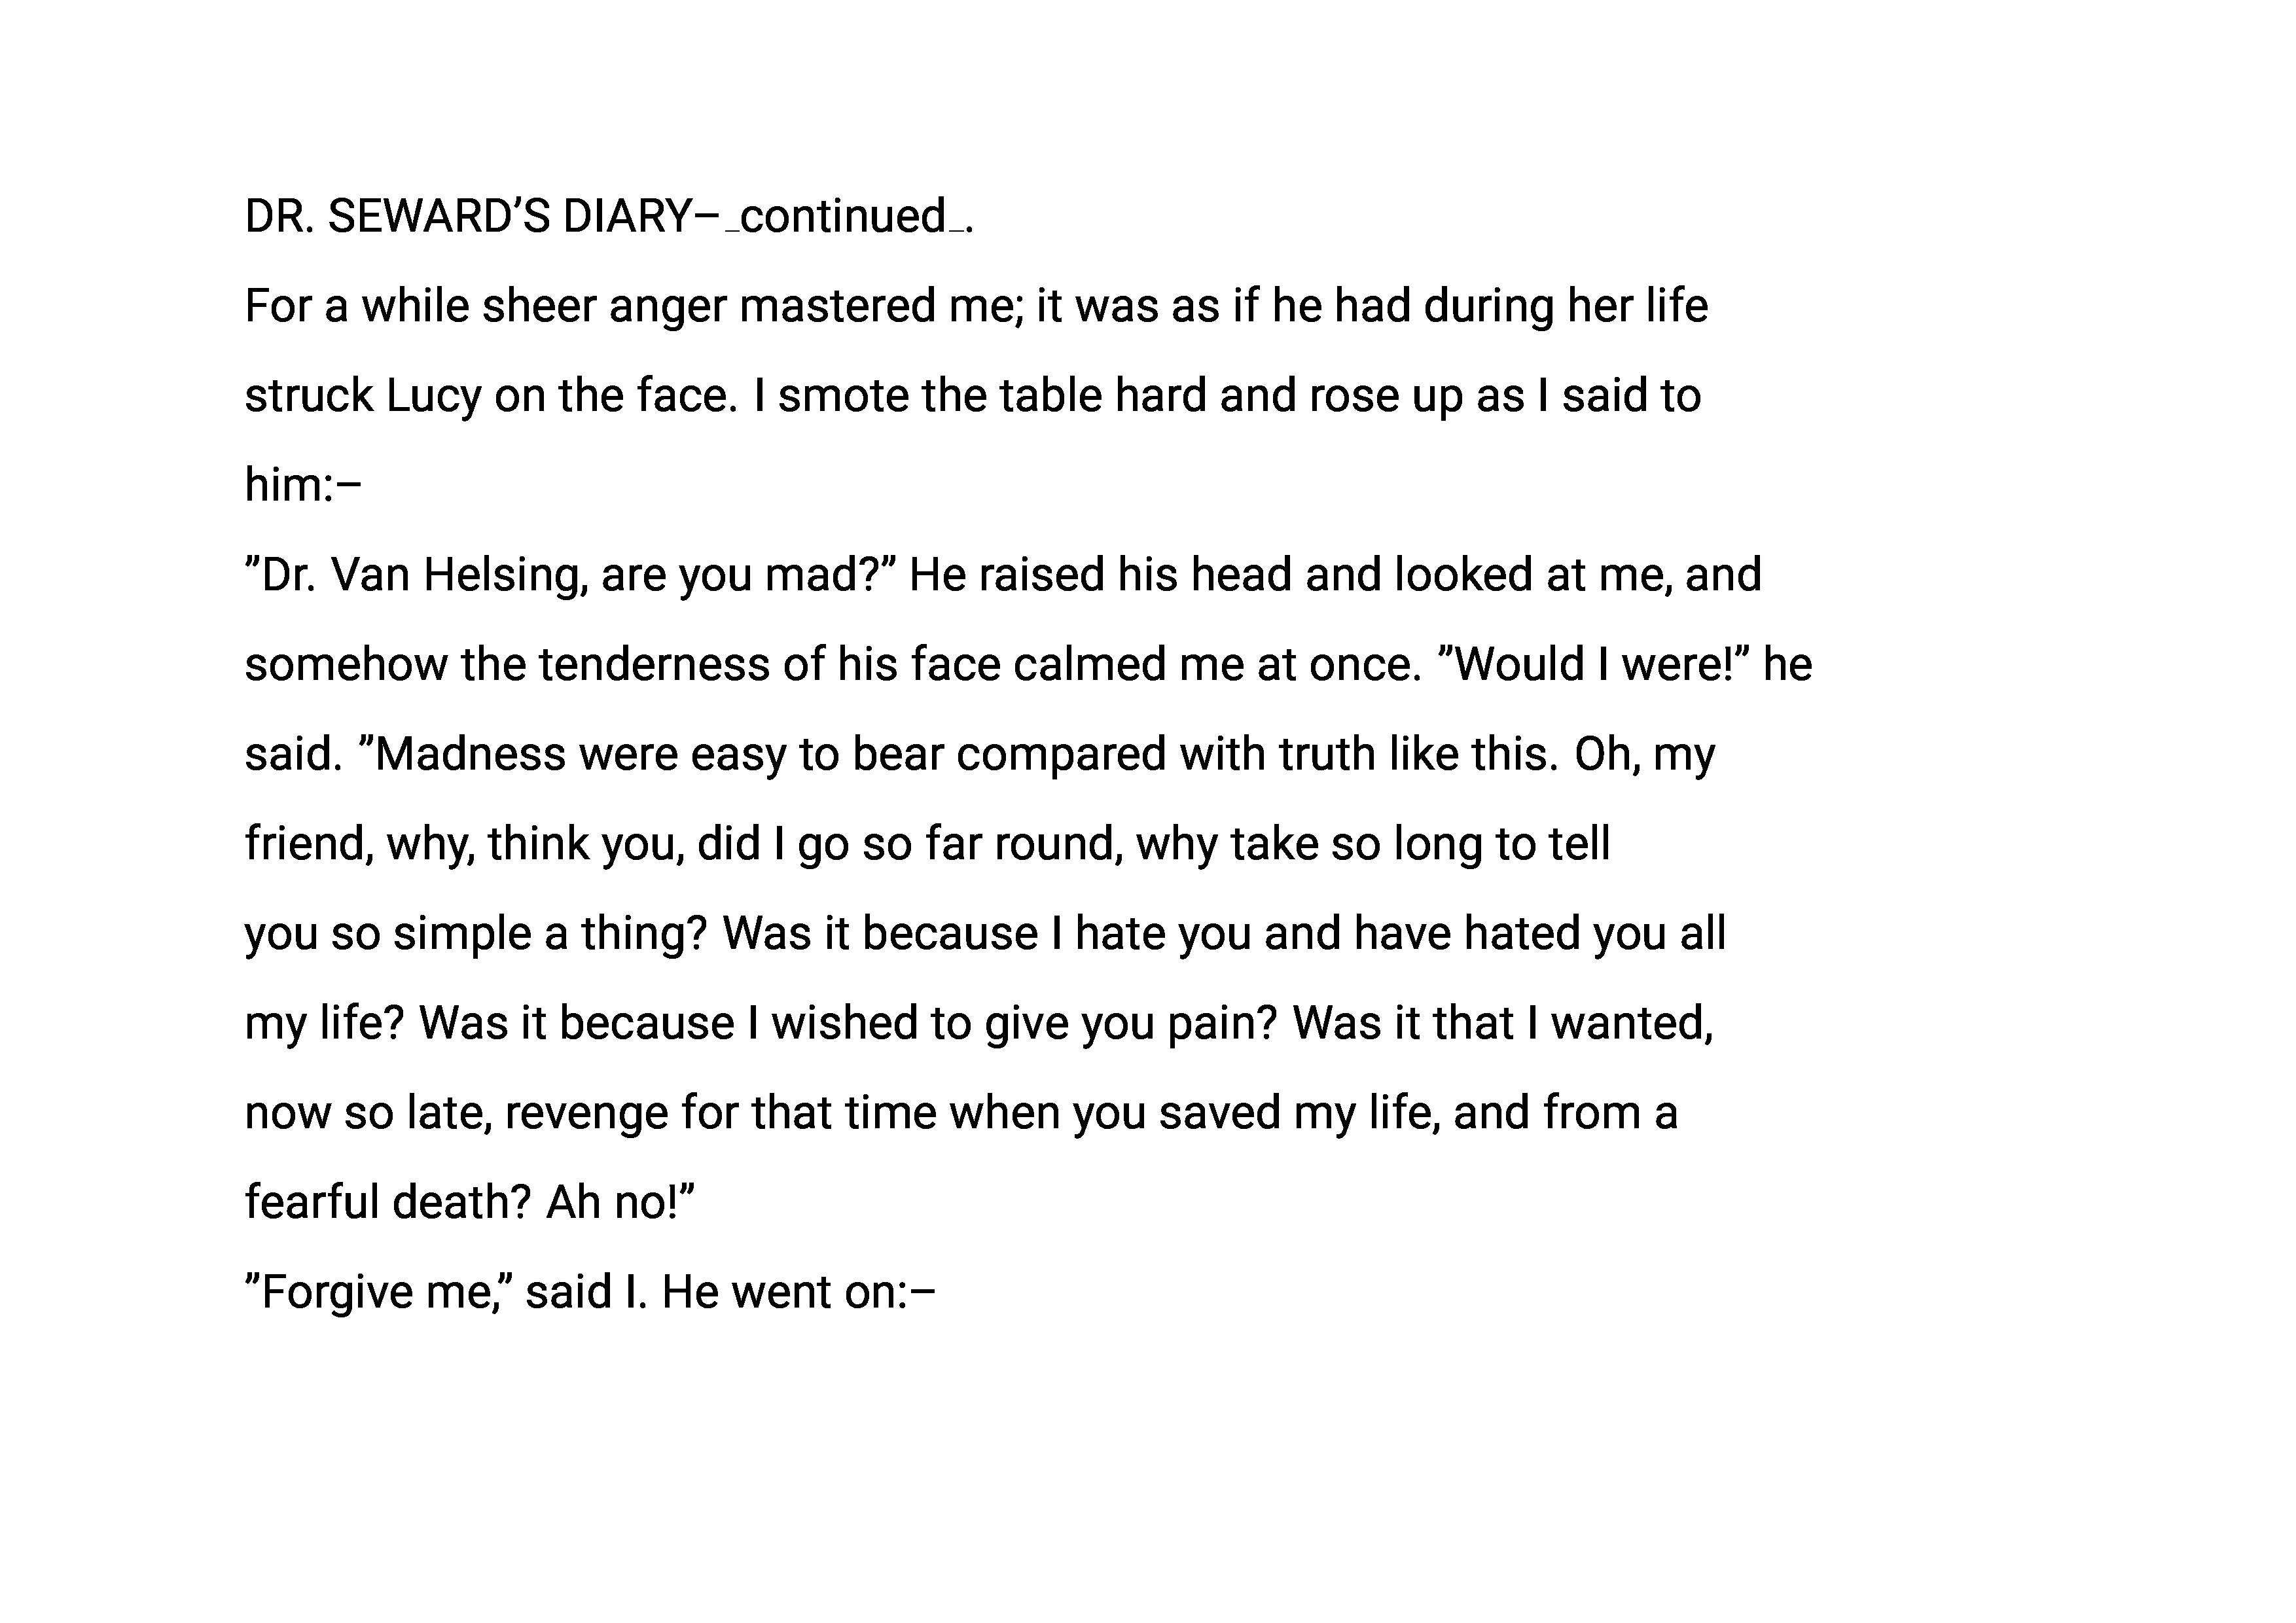 DR. SEWARD’S DIARY–_continued_.
For a while sheer anger mastered me; it was as if he had during her life
struck Lucy on the face. I smote the table hard and rose up as I said to
him:–
”Dr. Van Helsing, are you mad?” He raised his head and looked at me, and
somehow the tenderness of his face calmed me at once. ”Would I were!” he
said. ”Madness were easy to bear compared with truth like this. Oh, my
friend, why, think you, did I go so far round, why take so long to tell
you so simple a thing? Was it because I hate you and have hated you all
my life? Was it because I wished to give you pain? Was it that I wanted,
now so late, revenge for that time when you saved my life, and from a
fearful death? Ah no!”
”Forgive me,” said I. He went on:–